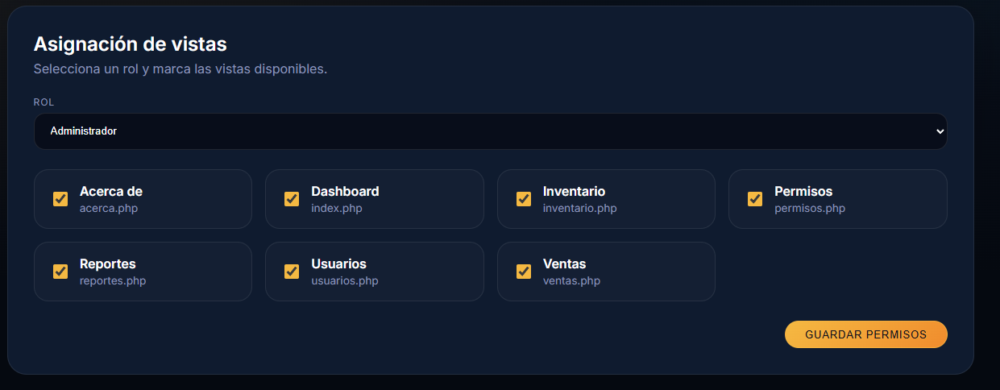 Asignación de vistas
Selecciona un rol y marca las vistas disponibles.
ROL
Administrador
Acerca de
acerca.php
Dashboard
index.php
Inventario
inventario.php
Permisos
permisos.php
Reportes
reportes.php
Usuarios
usuarios.php
Ventas
ventas.php
GUARDAR PERMISOS